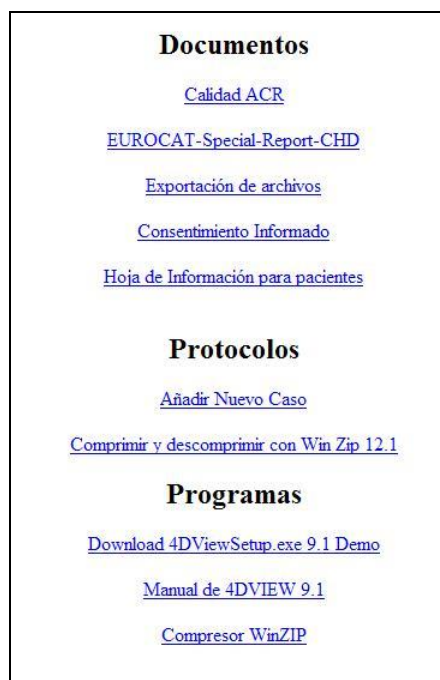 Documentos
Calidad ACR
EUROCAT-Special-Report-CHD
Exportación de archivos
Consentimiento Informado
Hoja de Información para pacientes
Protocolos
Añadir Nuevo Caso
Comprimir y descomprimir con Win Zip 12.1
Programas
Download 4DViewSetup.exe 9.1 Demo
Manual de 4DVIEW 9.1
Compresor WinZIP